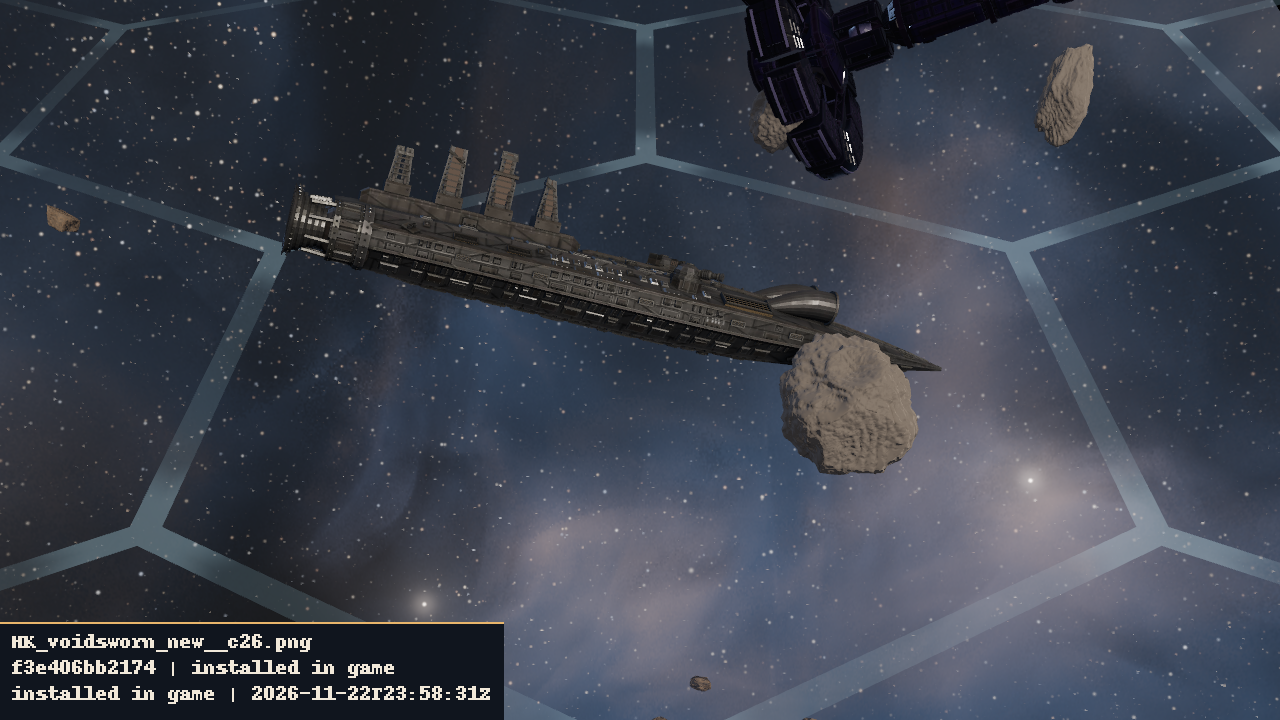 HK_voidsworn_new__c26.png
f3e406bb2174 | installed in game
installed in game | 2026-11-22T23:58:31Z